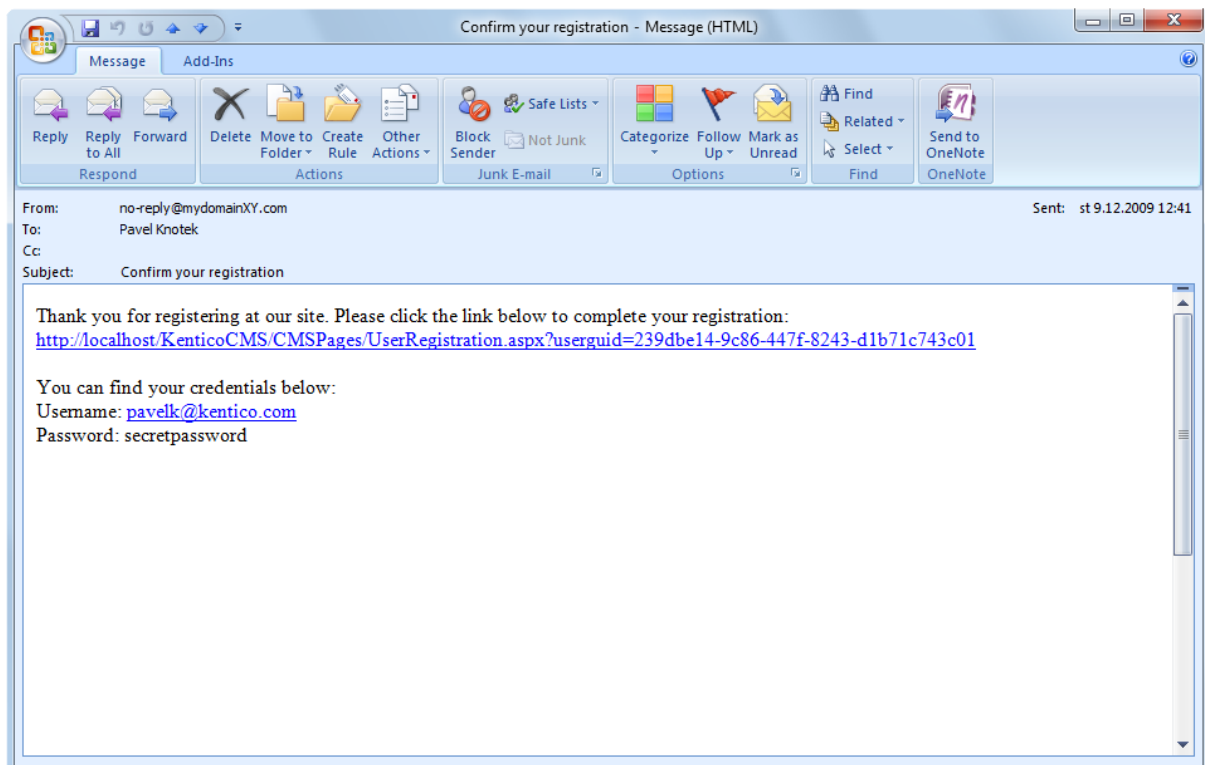 Confirm your registration - Message (HTML)
Message Add-Ins
Reply Reply to All Forward Delete Move to Folder Create Rule Other Actions Block Sender Safe Lists Not Junk Categorize Follow Up Mark as Unread Find Related Select Send to OneNote
Respond Actions Junk E-mail Options Find OneNote
From: no-reply@mydomainXY.com Sent: st 9.12.2009 12:41
To: Pavel Knotek
Cc:
Subject: Confirm your registration
Thank you for registering at our site. Please click the link below to complete your registration:
http://localhost/KenticoCMS/CMSPages/UserRegistration.aspx?userguid=239dbe14-9c86-447f-8243-d1b71c743c01
You can find your credentials below:
Username: pavelk@kentico.com
Password: secretpassword